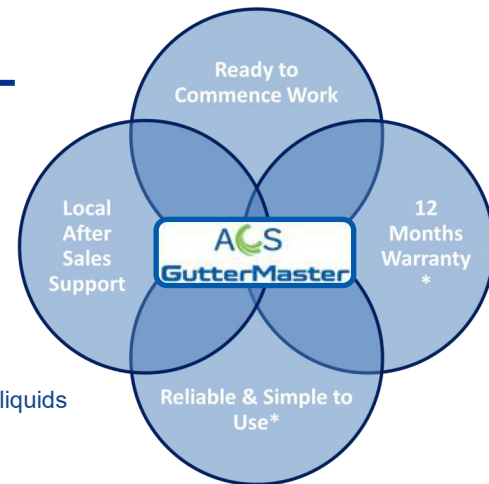 Ready to
Commence Work
Local
After
Sales
Support
ACS
GutterMaster
12
Months
Warranty
*
liquids
Reliable & Simple to
Use*